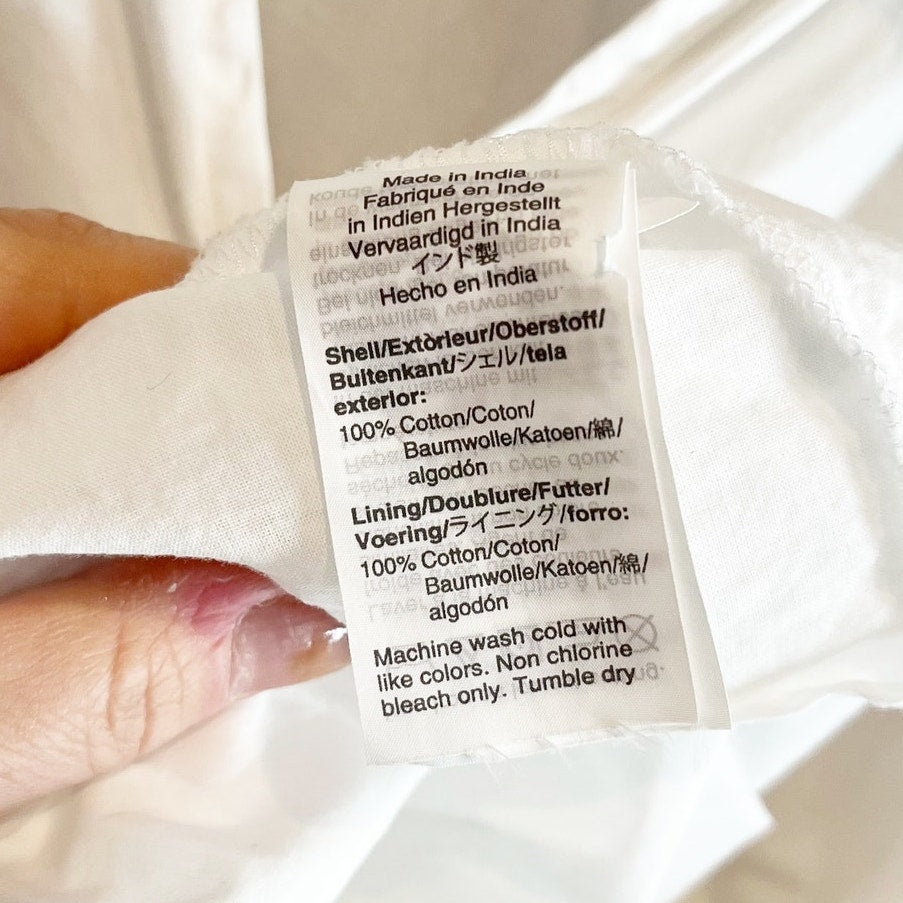 Made in India
Fabriqué en Inde
in Indien Hergestellt
Vervaardigd in India
インド製
Hecho en India
Shell/Extòrieur/Oberstoff/
Buitenkant/シェル/tela
exterior:
100% Cotton/Coton/
Baumwolle/Katoen/綿/
algodón
Lining/Doublure/Futter/
Voering/ライニング/forro:
100% Cotton/Coton/
Baumwolle/Katoen/綿/
algodón
Machine wash cold with
like colors. Non chlorine
bleach only. Tumble dry